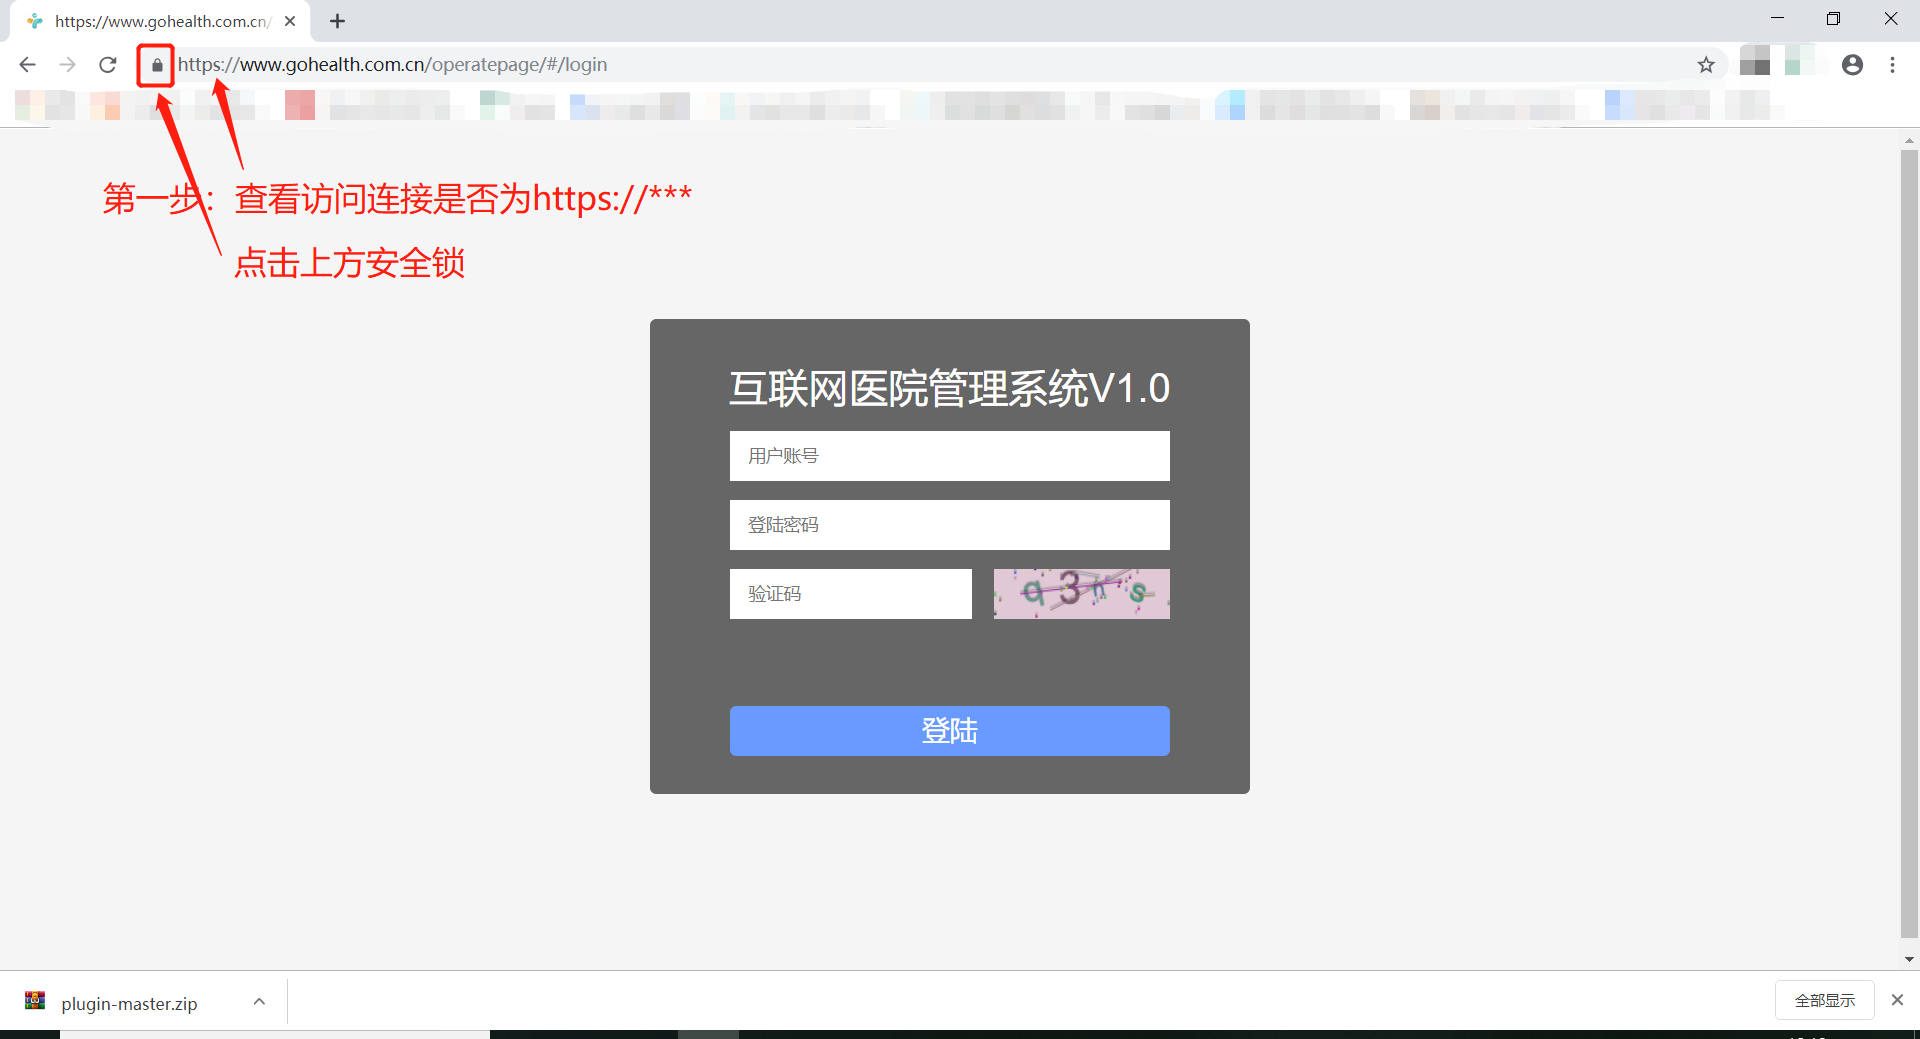 https://www.gohealth.com.cn/
https://www.gohealth.com.cn/operatepage/#/login
第一步：查看访问连接是否为https://***
点击上方安全锁
互联网医院管理系统V1.0
用户账号
登陆密码
验证码
q3hs
登陆
plugin-master.zip
全部显示